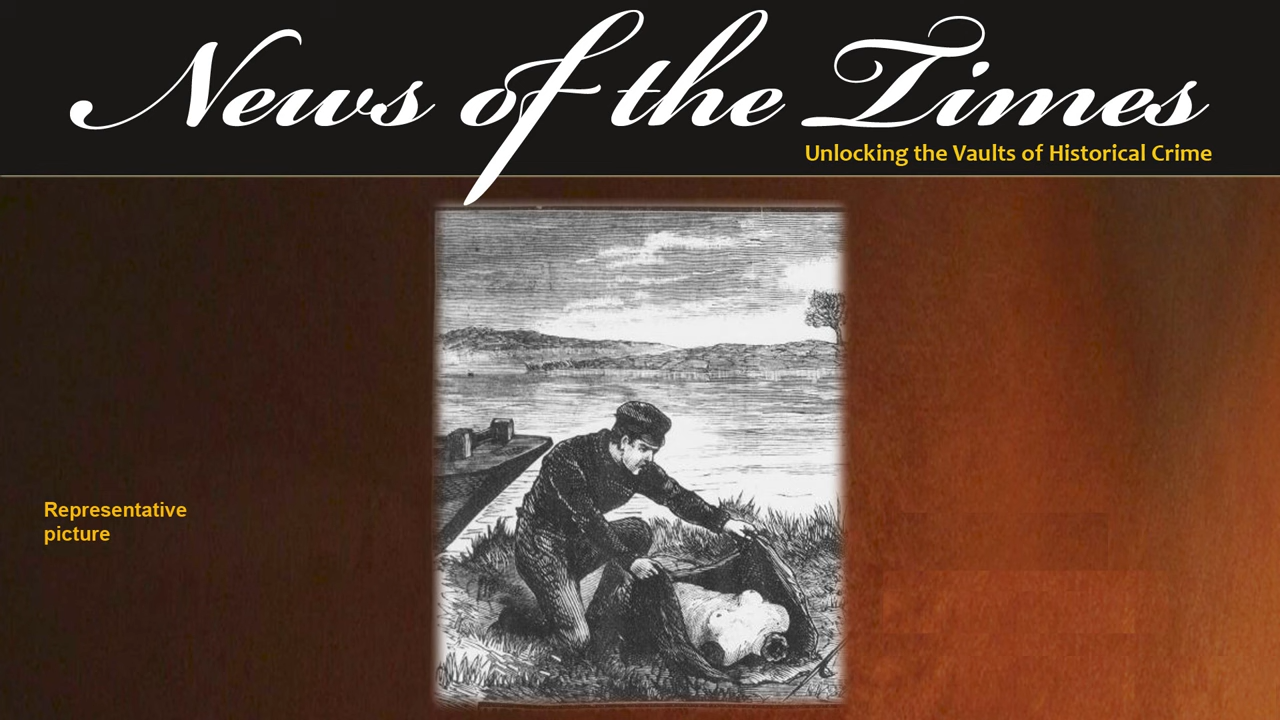 News of the Times
Unlocking the Vaults of Historical Crime
Representative
picture